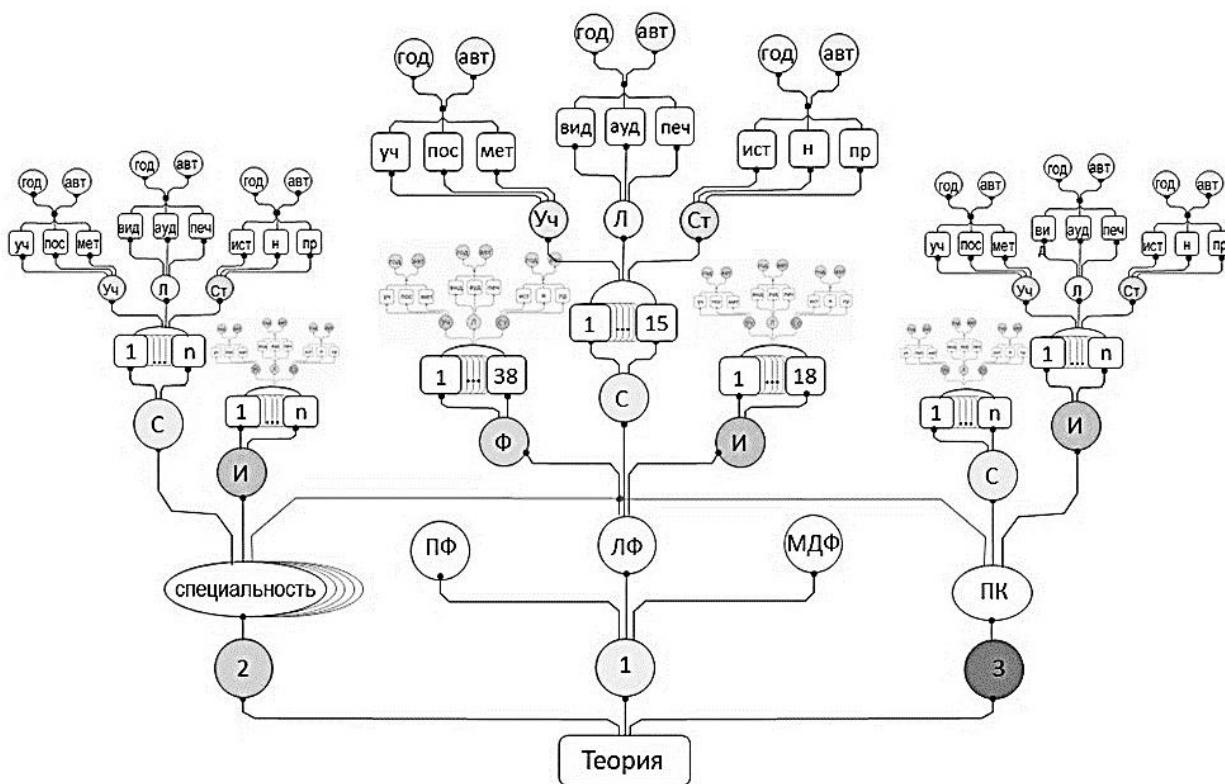 год авт
год авт
год авт
вид ауд печ
уч пос мет
ист н пр
год авт
год авт
год авт
год авт
год авт
год авт
вид ауд печ
уч пос мет
ист н пр
Уч Л Ст
ви
д
ауд печ
уч пос мет
ист н пр
Уч Л Ст
Уч Л Ст
1 ... 15
1 ... n
1 ... n
1 ... 38
1 ... 18
1 ... n
1 ... n
С
С
И
Ф
И
И
С
ПФ
ЛФ
МДФ
специальность
ПК
2
1
3
Теория